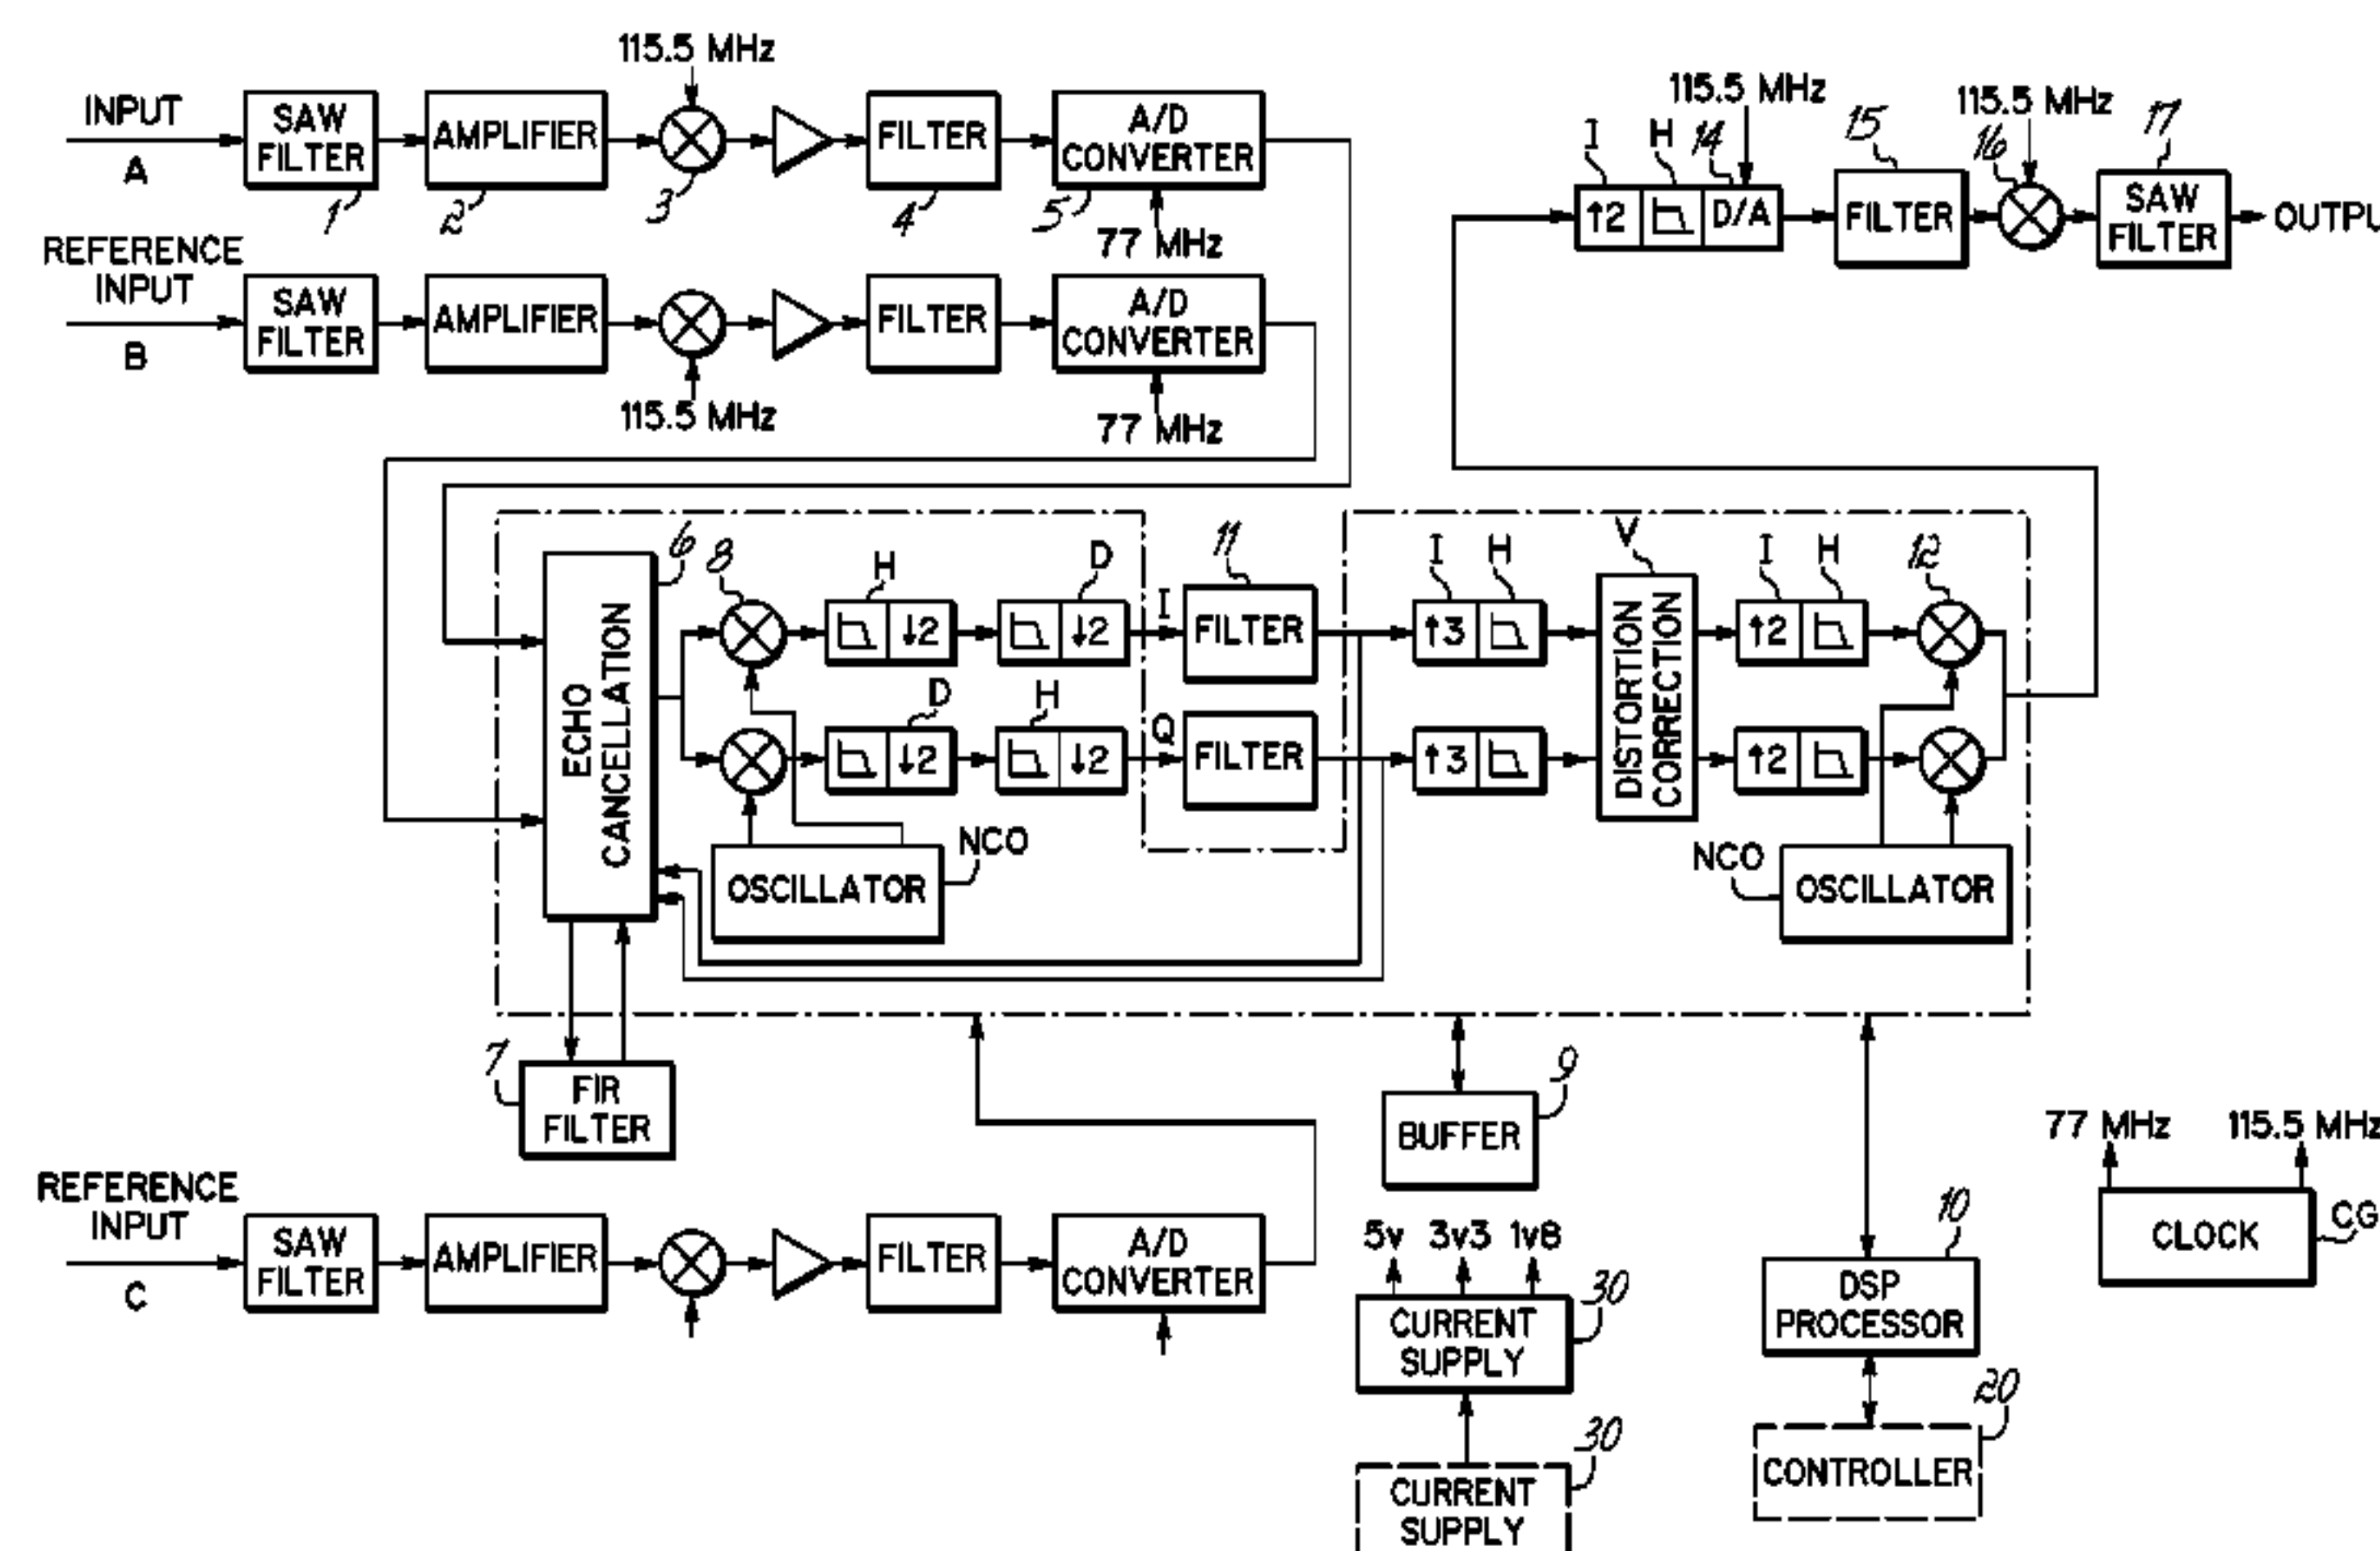 115.5 MHz
INPUT
A
SAW
FILTER
1
AMPLIFIER
2
3
FILTER
4
A/D
CONVERTER
5
77 MHz
REFERENCE
INPUT
B
SAW
FILTER
AMPLIFIER
115.5 MHz
FILTER
A/D
CONVERTER
77 MHz
115.5 MHz
I
H
14
↑2
D/A
15
FILTER
115.5 MHz
16
17
SAW
FILTER
OUTPU
6
ECHO
CANCELLATION
8
H
↓2
D
↓2
I
11
FILTER
D
↓2
H
↓2
Q
FILTER
OSCILLATOR
NCO
I
H
↑3
↑3
V
DISTORTION
CORRECTION
I
H
↑2
↑2
12
NCO
OSCILLATOR
7
FIR
FILTER
9
BUFFER
REFERENCE
INPUT
C
SAW
FILTER
AMPLIFIER
FILTER
A/D
CONVERTER
5v 3v3 1v8
30
CURRENT
SUPPLY
30
CURRENT
SUPPLY
10
DSP
PROCESSOR
20
CONTROLLER
77 MHz 115.5 MHz
CLOCK
CG